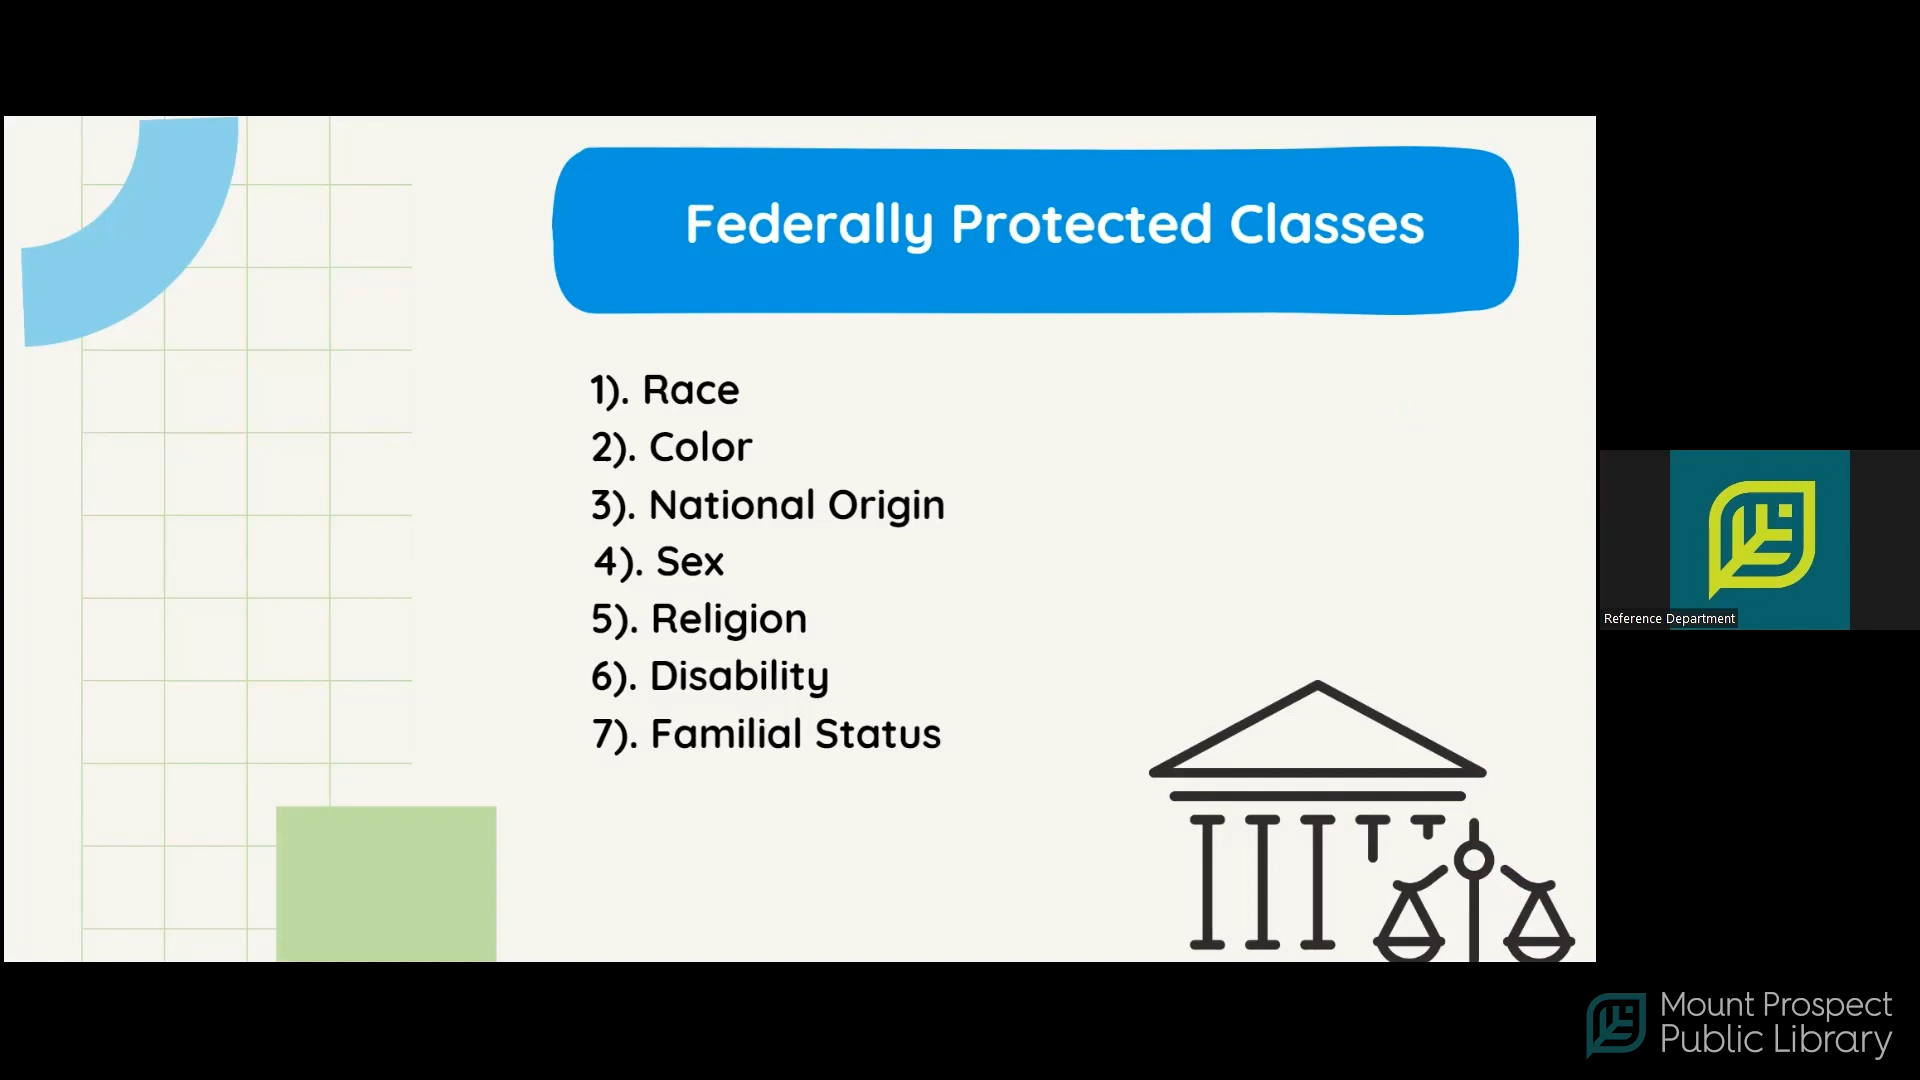 Federally Protected Classes
1). Race
2). Color
3). National Origin
4). Sex
5). Religion
6). Disability
7). Familial Status
Reference Department
Mount Prospect
Public Library